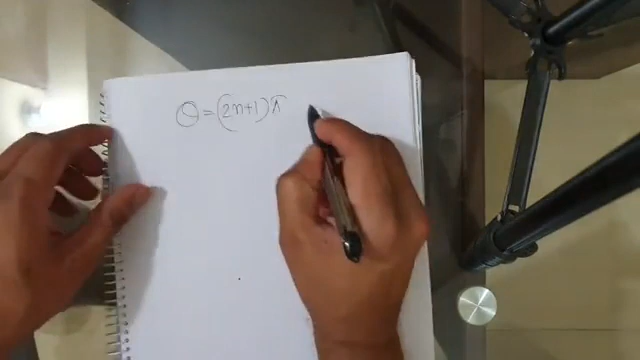 θ = (2n+1)π